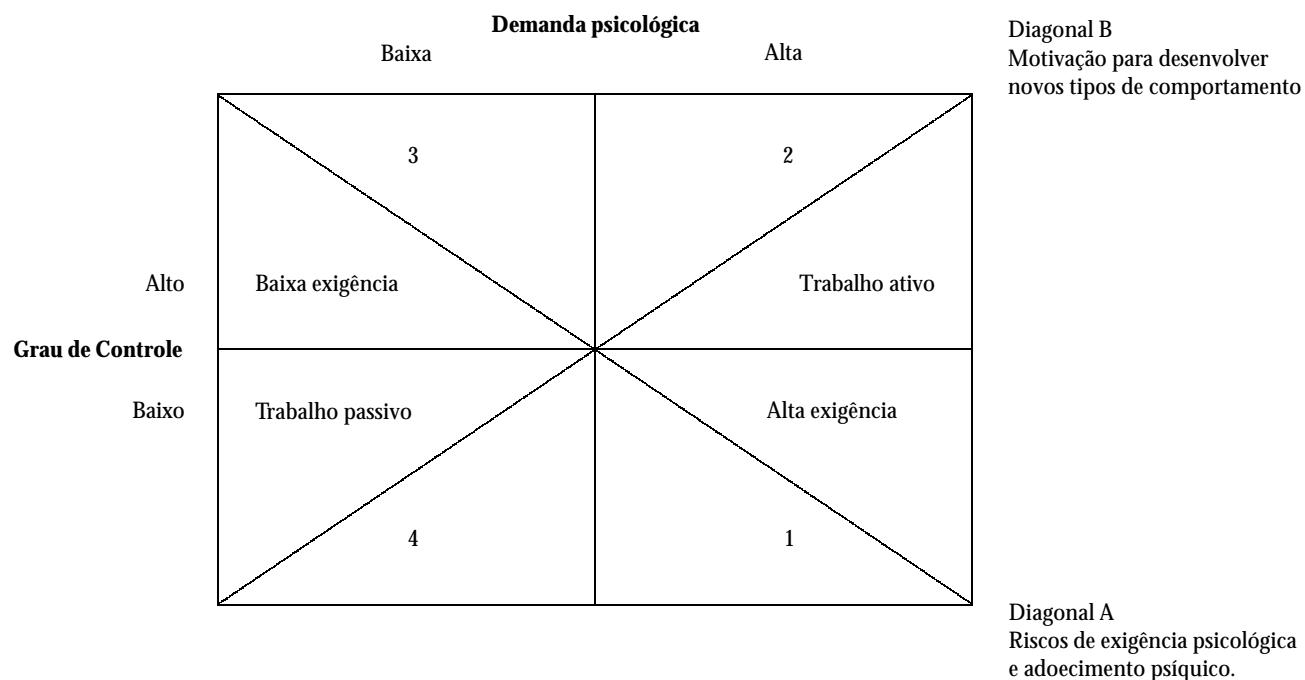 Demanda psicológica
Baixa
Alta
Diagonal B
Motivação para desenvolver
novos tipos de comportamento
3
2
Alto
Baixa exigência
Trabalho ativo
Grau de Controle
Baixo
Trabalho passivo
Alta exigência
4
1
Diagonal A
Riscos de exigência psicológica
e adoecimento psíquico.